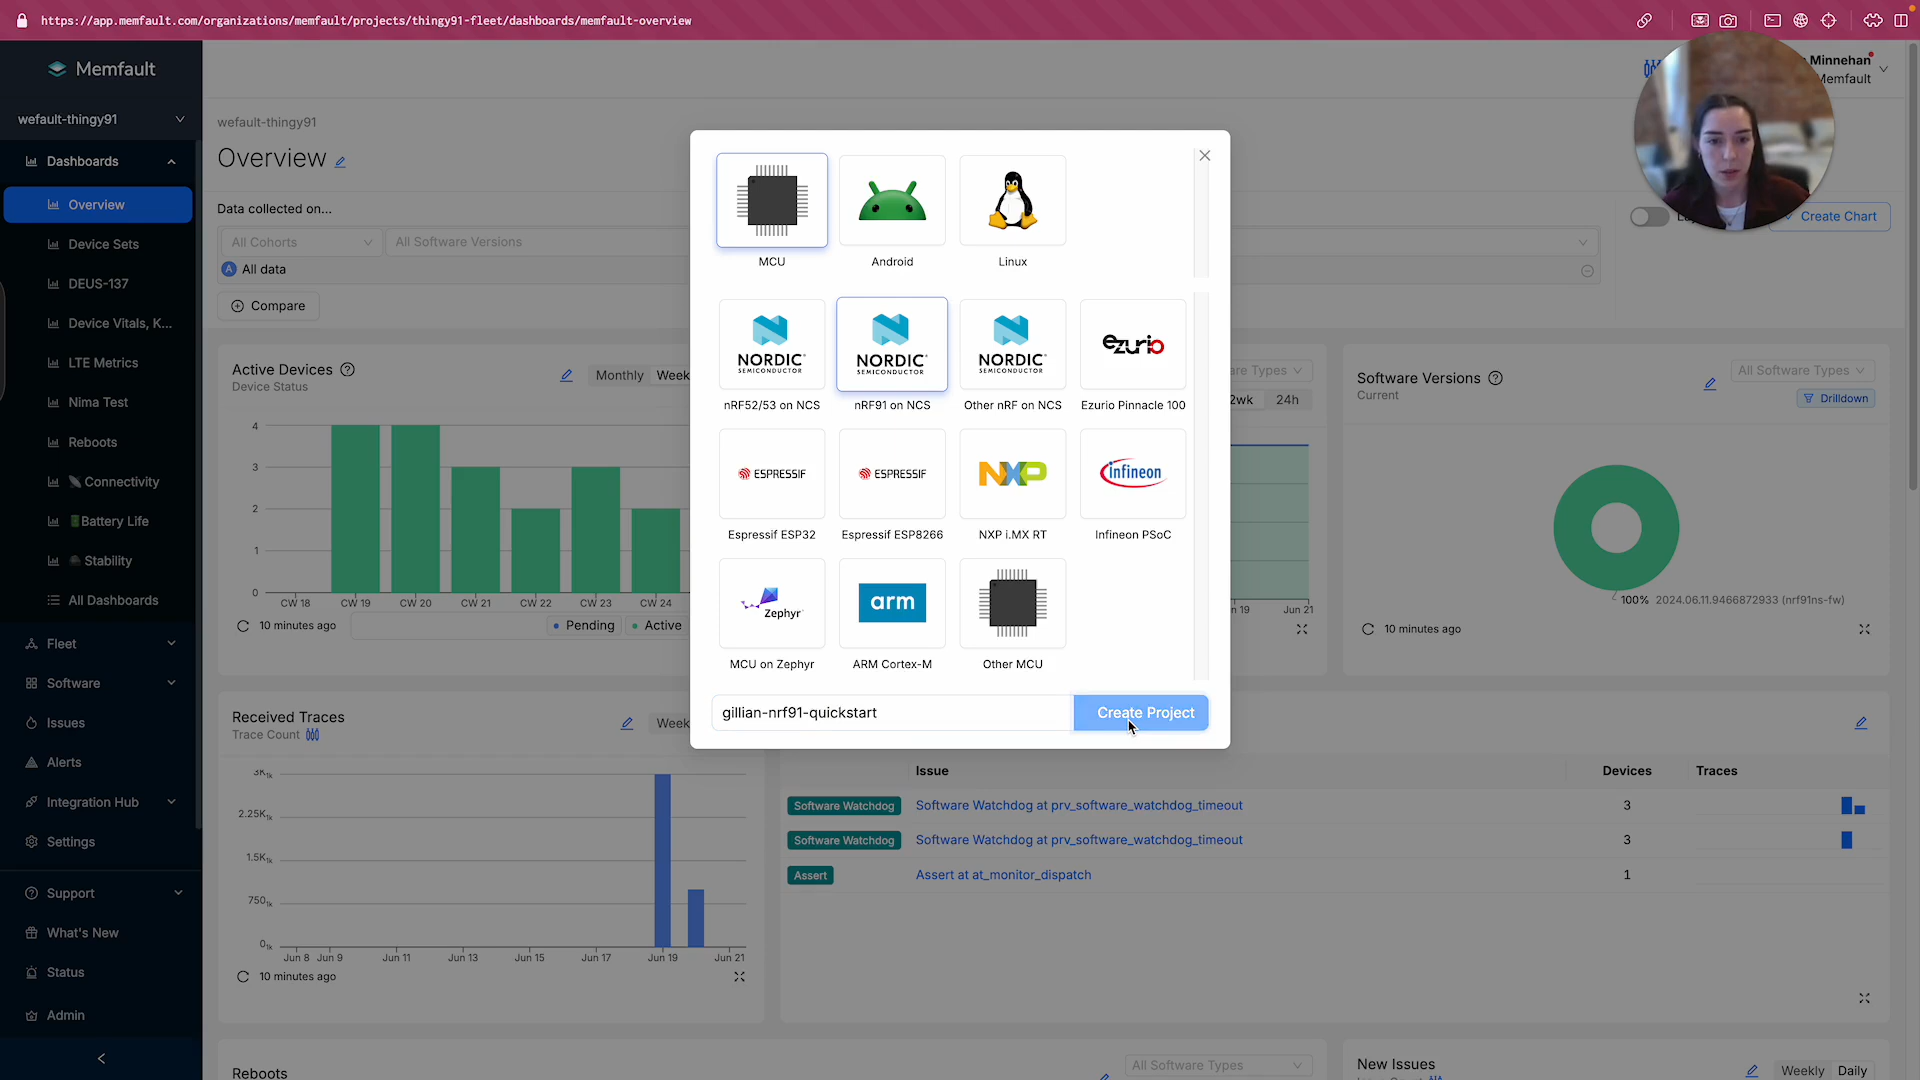 https://app.memfault.com/organizations/memfault/projects/thingy91-fleet/dashboards/memfault-overview
Memfault
Minnehan
Memfault
wefault-thingy91
wefault-thingy91
Dashboards
Overview
Overview
Device Sets
DEUS-137
Device Vitals, K...
LTE Metrics
Nima Test
Reboots
Connectivity
Battery Life
Stability
All Dashboards
Fleet
Software
Issues
Alerts
Integration Hub
Settings
Support
What's New
Status
Admin
Data collected on...
All Cohorts
All Software Versions
A All data
Compare
Create Chart
MCU
Android
Linux
NORDIC SEMICONDUCTOR
NORDIC SEMICONDUCTOR
NORDIC SEMICONDUCTOR
ezurio
nRF52/53 on NCS
nRF91 on NCS
Other nRF on NCS
Ezurio Pinnacle 100
ESPRESSIF
ESPRESSIF
NXP
infineon
Espressif ESP32
Espressif ESP8266
NXP i.MX RT
Infineon PSoC
Zephyr
arm
MCU on Zephyr
ARM Cortex-M
Other MCU
gillian-nrf91-quickstart
Create Project
Active Devices
Device Status
Monthly
Week
4
3
2
1
0
CW 18
CW 19
CW 20
CW 21
CW 22
CW 23
CW 24
10 minutes ago
Pending
Active
2wk
24h
Jun 21
Software Versions
Current
All Software Types
Drilldown
100% 2024.06.11.9466872933 (nrf91ns-fw)
10 minutes ago
Received Traces
Trace Count
Week
3K1k
2.25K1k
1.5K1k
7501k
01k
Jun 8
Jun 9
Jun 11
Jun 13
Jun 15
Jun 17
Jun 19
Jun 21
10 minutes ago
Issue
Devices
Traces
Software Watchdog
Software Watchdog at prv_software_watchdog_timeout
3
Software Watchdog
Software Watchdog at prv_software_watchdog_timeout
3
Assert
Assert at at_monitor_dispatch
1
Reboots
All Software Types
New Issues
Weekly
Daily